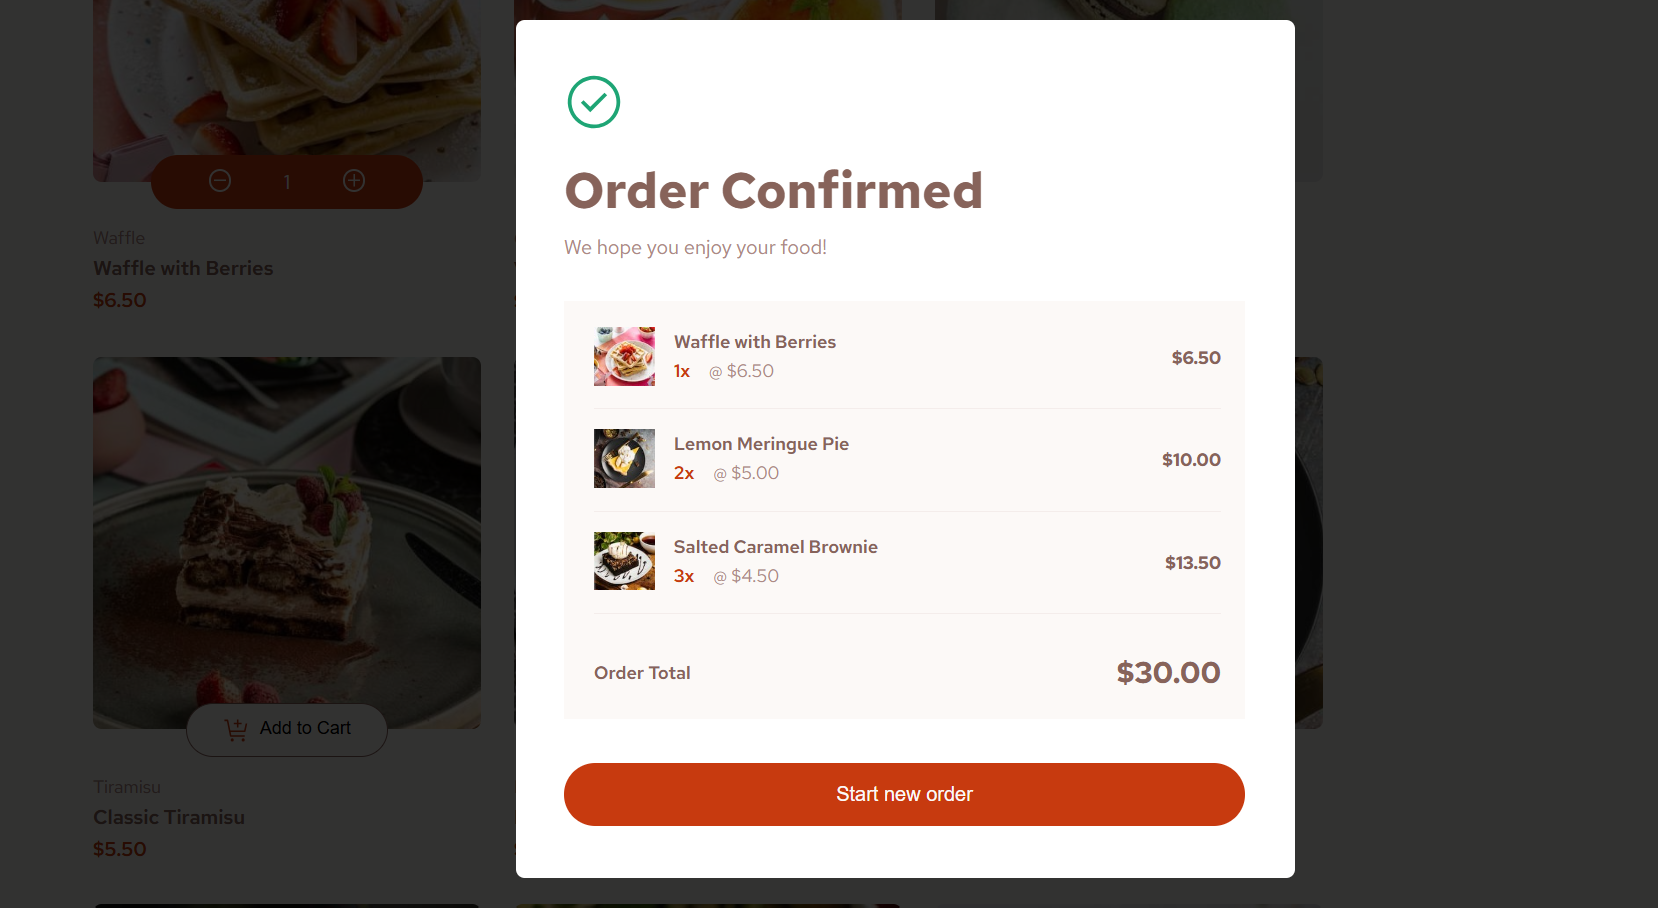 1
Waffle
Waffle with Berries
$6.50
Add to Cart
Tiramisu
Classic Tiramisu
$5.50
Order Confirmed
We hope you enjoy your food!
Waffle with Berries
1x @ $6.50
$6.50
Lemon Meringue Pie
2x @ $5.00
$10.00
Salted Caramel Brownie
3x @ $4.50
$13.50
Order Total
$30.00
Start new order